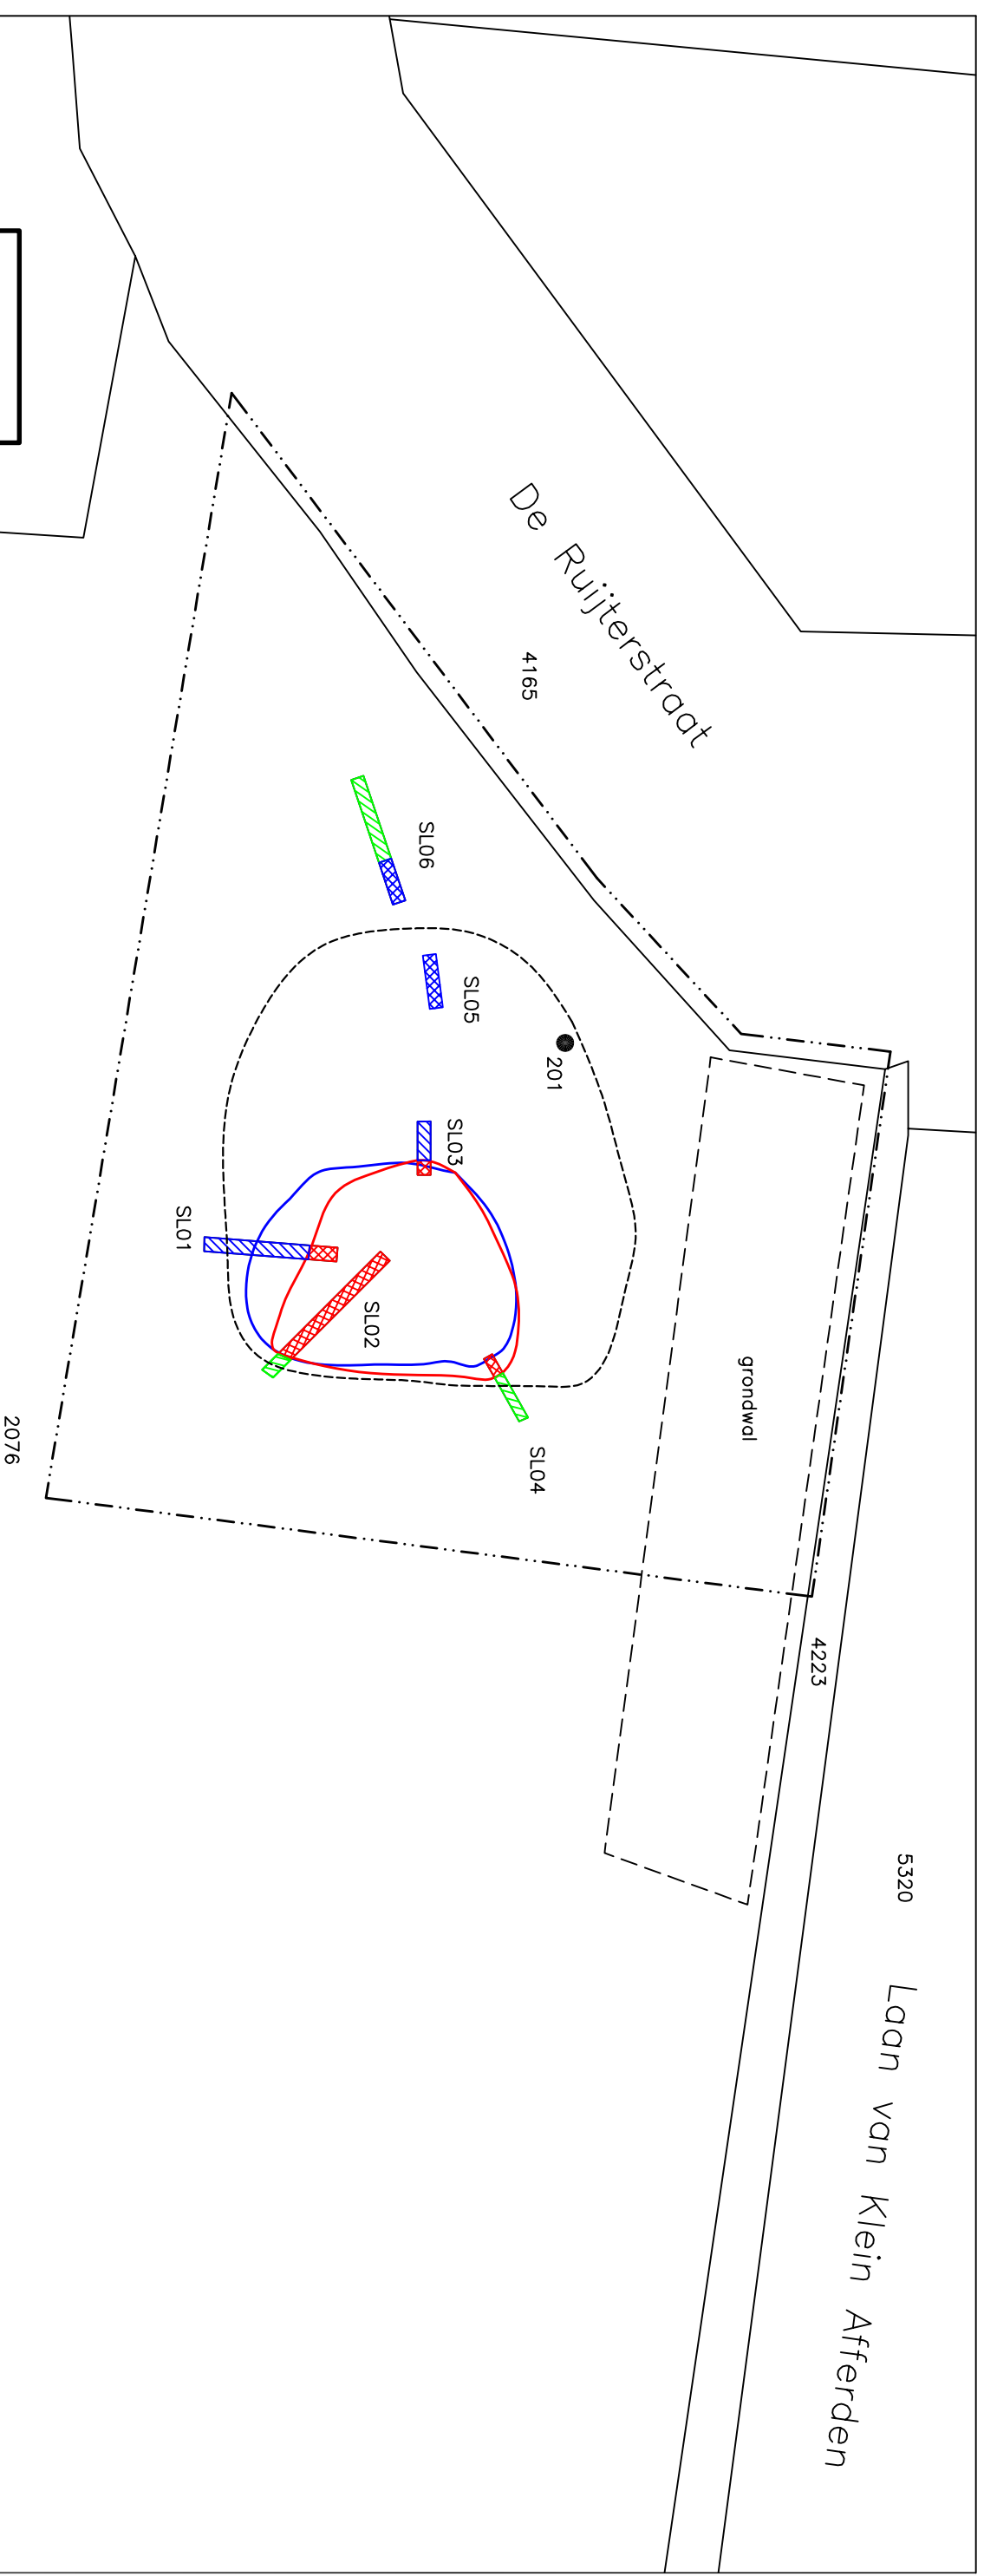 De Ruijterstraat
4165
SL06
SL05
201
SL03
SL01
SL02
SL04
grondwal
2076
4223
5320
Laan van Klein Afferden